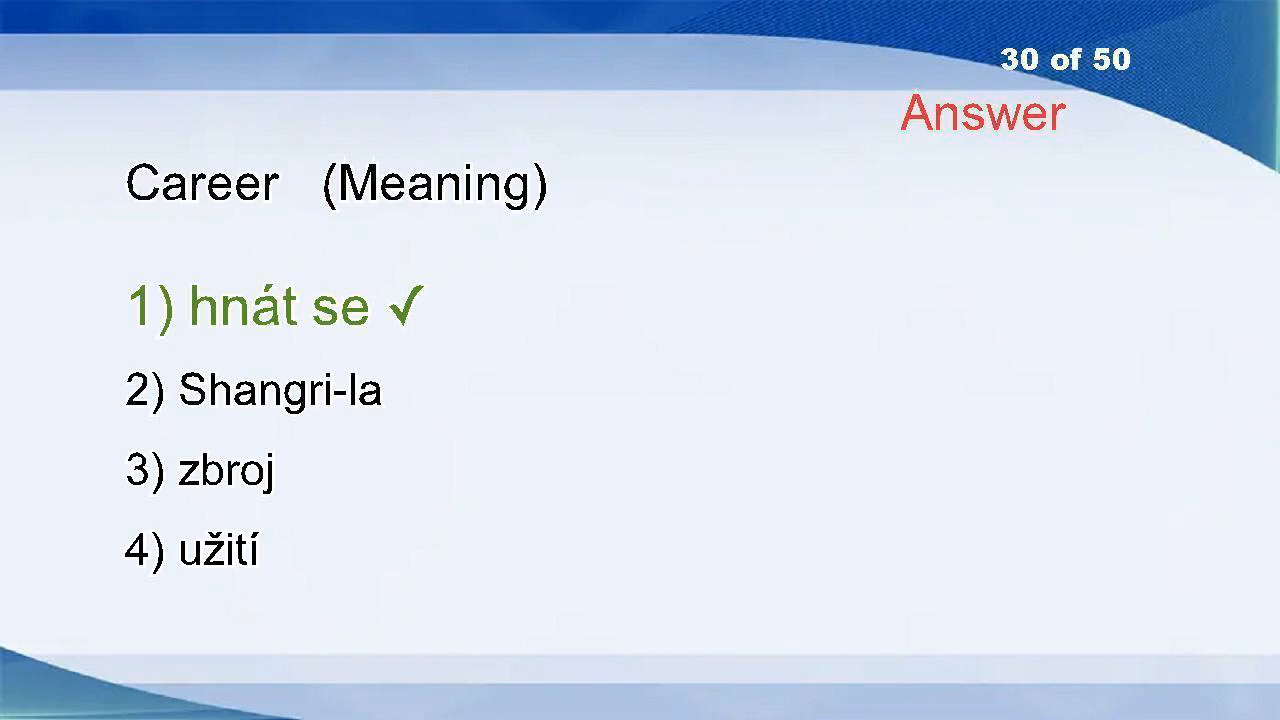 30 of 50
Answer
Career (Meaning)
1) hnát se ✓
2) Shangri-la
3) zbroj
4) užití